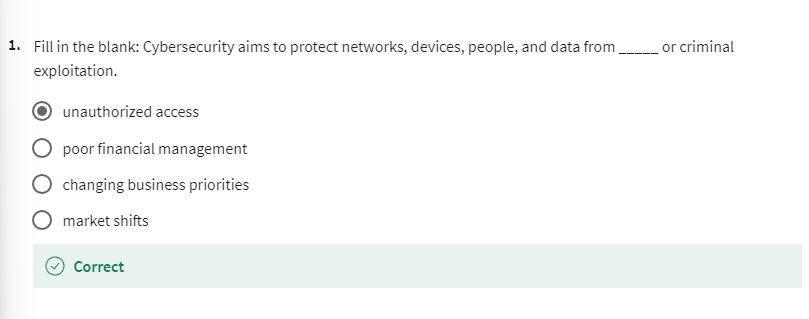 1. Fill in the blank: Cybersecurity aims to protect networks, devices, people, and data from _____ or criminal
exploitation.
unauthorized access
poor financial management
changing business priorities
market shifts
Correct